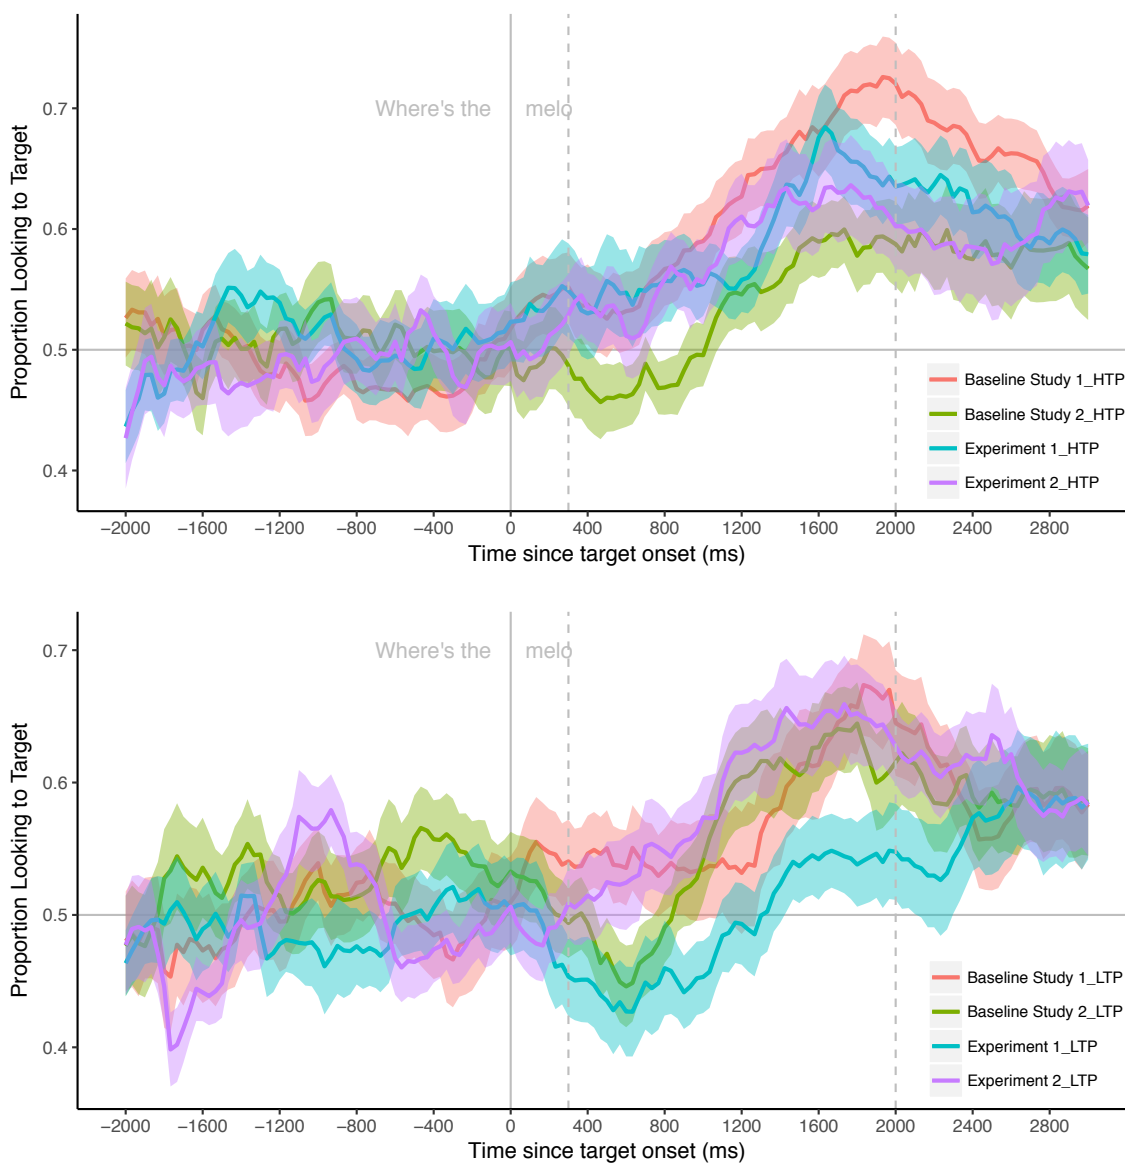 Where's the melo
Proportion Looking to Target
0.7
0.6
0.5
0.4
Baseline Study 1_HTP
Baseline Study 2_HTP
Experiment 1_HTP
Experiment 2_HTP
−2000 −1600 −1200 −800 −400 0 400 800 1200 1600 2000 2400 2800
Time since target onset (ms)
Where's the melo
Proportion Looking to Target
0.7
0.6
0.5
0.4
Baseline Study 1_LTP
Baseline Study 2_LTP
Experiment 1_LTP
Experiment 2_LTP
−2000 −1600 −1200 −800 −400 0 400 800 1200 1600 2000 2400 2800
Time since target onset (ms)